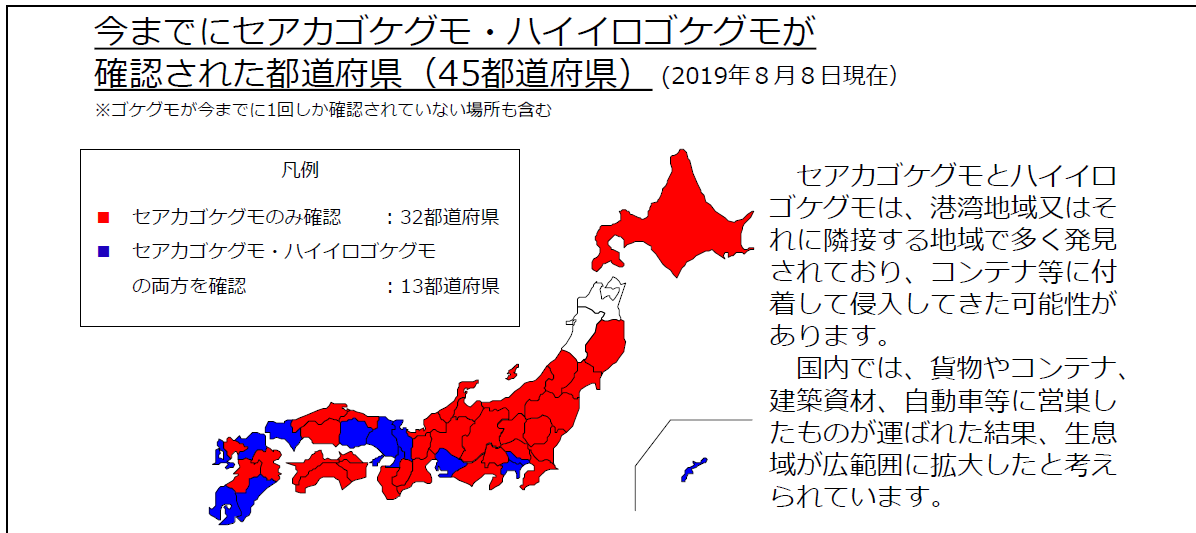 今までにセアカゴケグモ・ハイイロゴケグモが
確認された都道府県（45都道府県） (2019年８月８日現在）
※ゴケグモが今までに1回しか確認されていない場所も含む
凡例
■ セアカゴケグモのみ確認 ：32都道府県
■ セアカゴケグモ・ハイイロゴケグモ
の両方を確認 ：13都道府県
セアカゴケグモとハイイロ
ゴケグモは、港湾地域又はそ
れに隣接する地域で多く発見
されており、コンテナ等に付
着して侵入してきた可能性が
あります。
国内では、貨物やコンテナ、
建築資材、自動車等に営巣し
たものが運ばれた結果、生息
域が広範囲に拡大したと考え
られています。